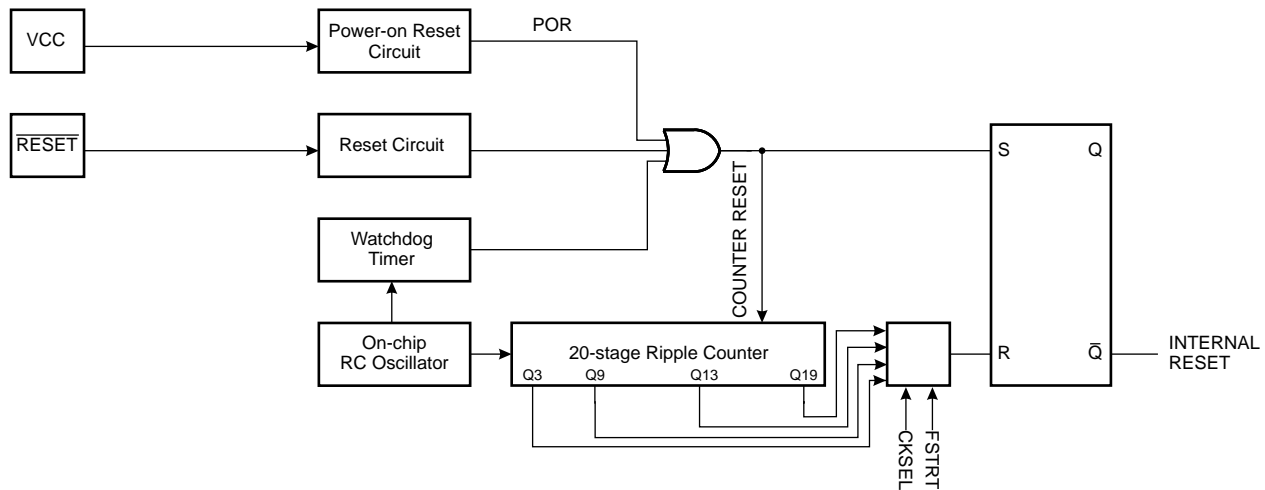 VCC
Power-on Reset
Circuit
POR
RESET
Reset Circuit
S
Q
COUNTER RESET
Watchdog
Timer
On-chip
RC Oscillator
20-stage Ripple Counter
Q3
Q9
Q13
Q19
R
Q̅
INTERNAL
RESET
CKSEL
FSTRT